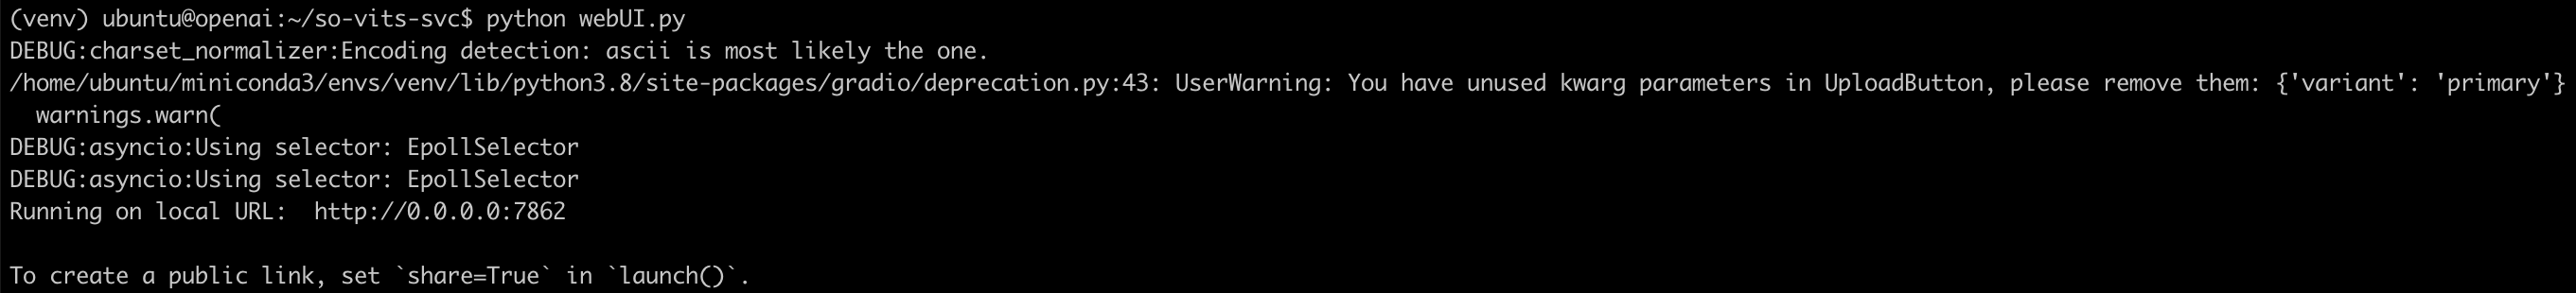 (venv) ubuntu@openai:~/so-vits-svc$ python webUI.py
DEBUG:charset_normalizer:Encoding detection: ascii is most likely the one.
/home/ubuntu/miniconda3/envs/venv/lib/python3.8/site-packages/gradio/deprecation.py:43: UserWarning: You have unused kwarg parameters in UploadButton, please remove them: {'variant': 'primary'}
  warnings.warn(
DEBUG:asyncio:Using selector: EpollSelector
DEBUG:asyncio:Using selector: EpollSelector
Running on local URL:  http://0.0.0.0:7862

To create a public link, set `share=True` in `launch()`.